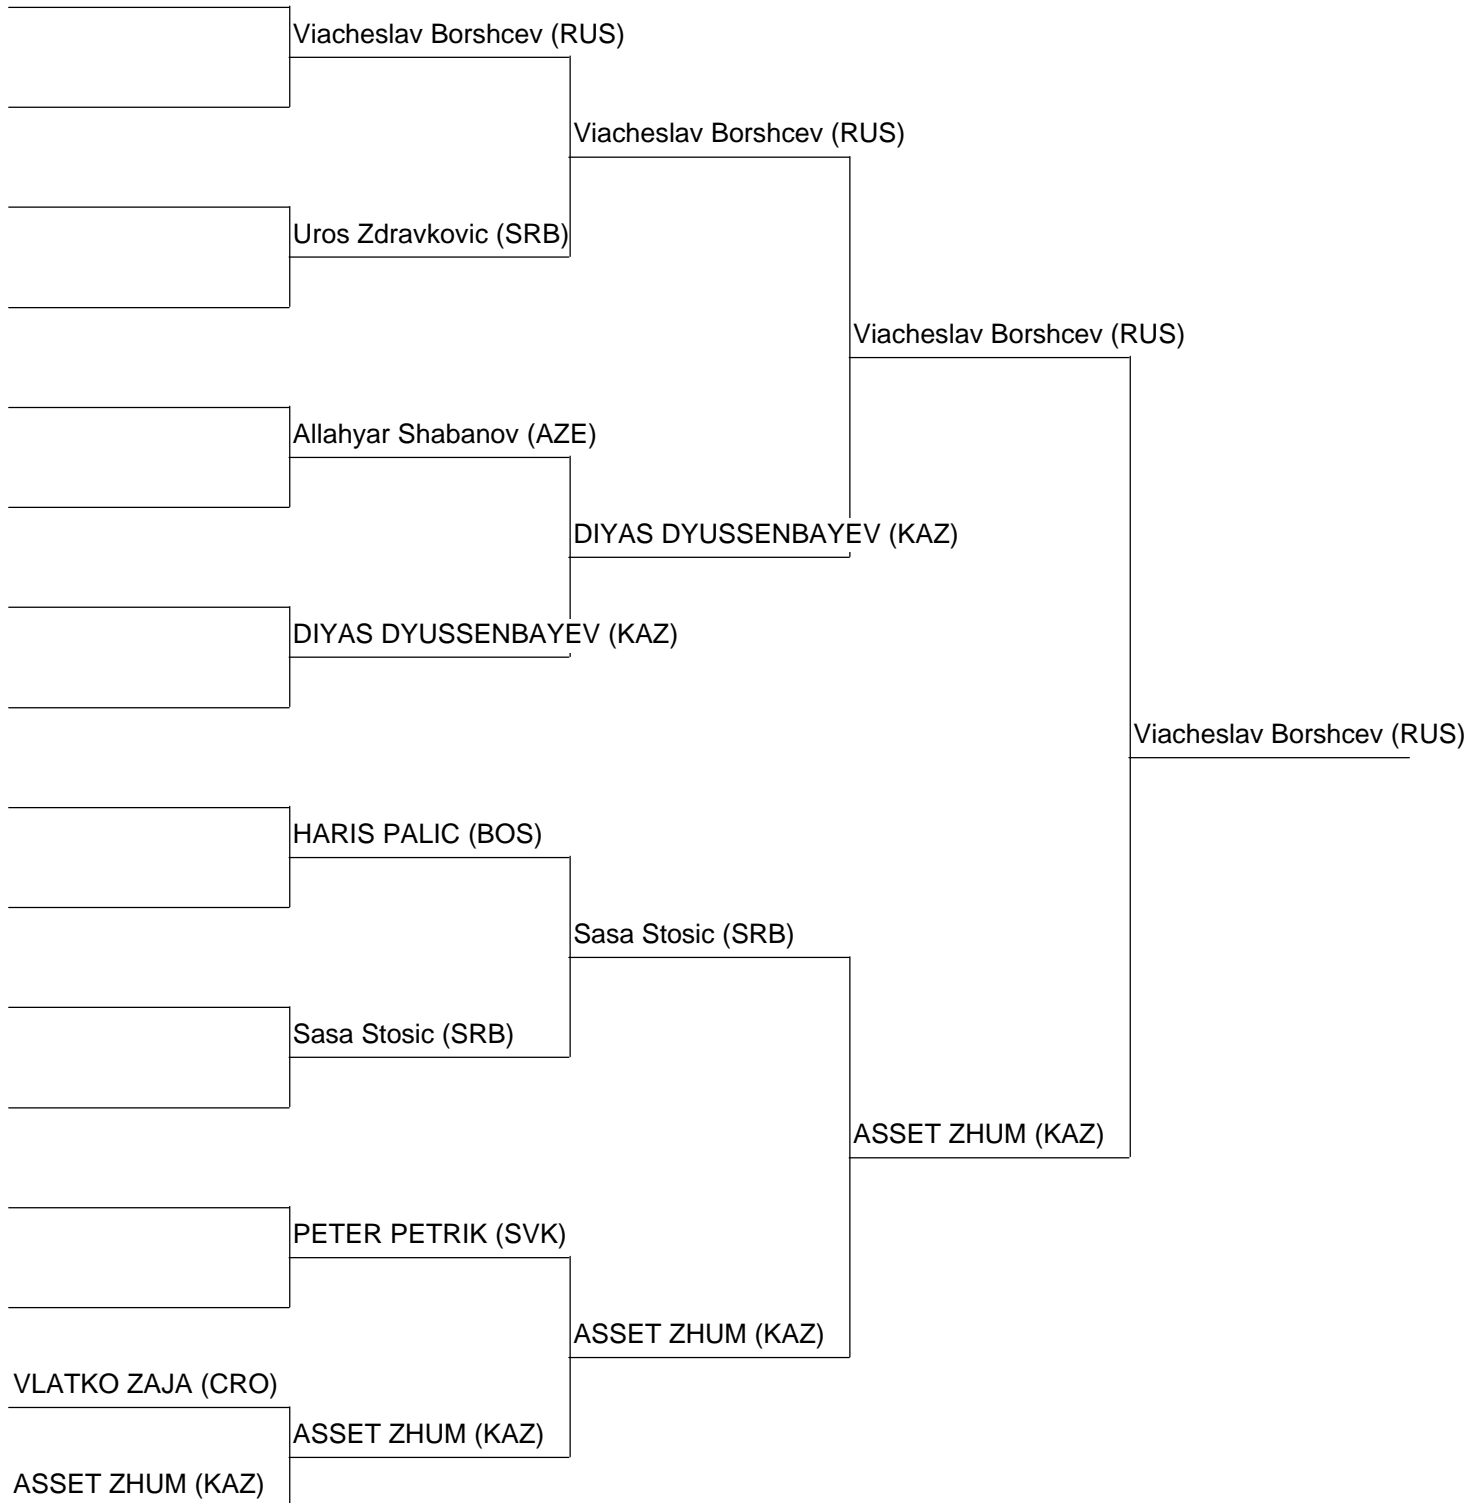 Viacheslav Borshcev (RUS)
Viacheslav Borshcev (RUS)
Uros Zdravkovic (SRB)
Viacheslav Borshcev (RUS)
Allahyar Shabanov (AZE)
DIYAS DYUSSENBAYEV (KAZ)
DIYAS DYUSSENBAYEV (KAZ)
Viacheslav Borshcev (RUS)
HARIS PALIC (BOS)
Sasa Stosic (SRB)
Sasa Stosic (SRB)
ASSET ZHUM (KAZ)
PETER PETRIK (SVK)
ASSET ZHUM (KAZ)
VLATKO ZAJA (CRO)
ASSET ZHUM (KAZ)
ASSET ZHUM (KAZ)